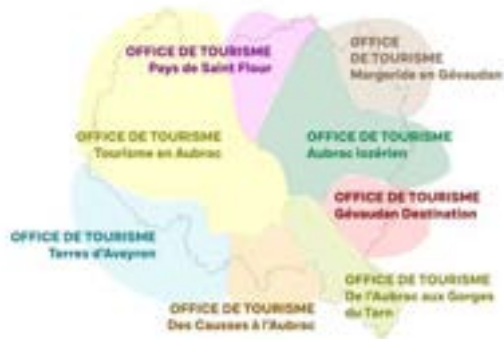 OFFICE DE TOURISME
Pays de Saint Flour
OFFICE
DE TOURISME
Margeride en Gévaudan
OFFICE DE TOURISME
Tourisme en Aubrac
OFFICE DE TOURISME
Aubrac lozérien
OFFICE DE TOURISME
Gévaudan Destination
OFFICE DE TOURISME
Terres d'Aveyron
OFFICE DE TOURISME
De l'Aubrac aux Gorges
du Tarn
OFFICE DE TOURISME
Des Causses à l'Aubrac